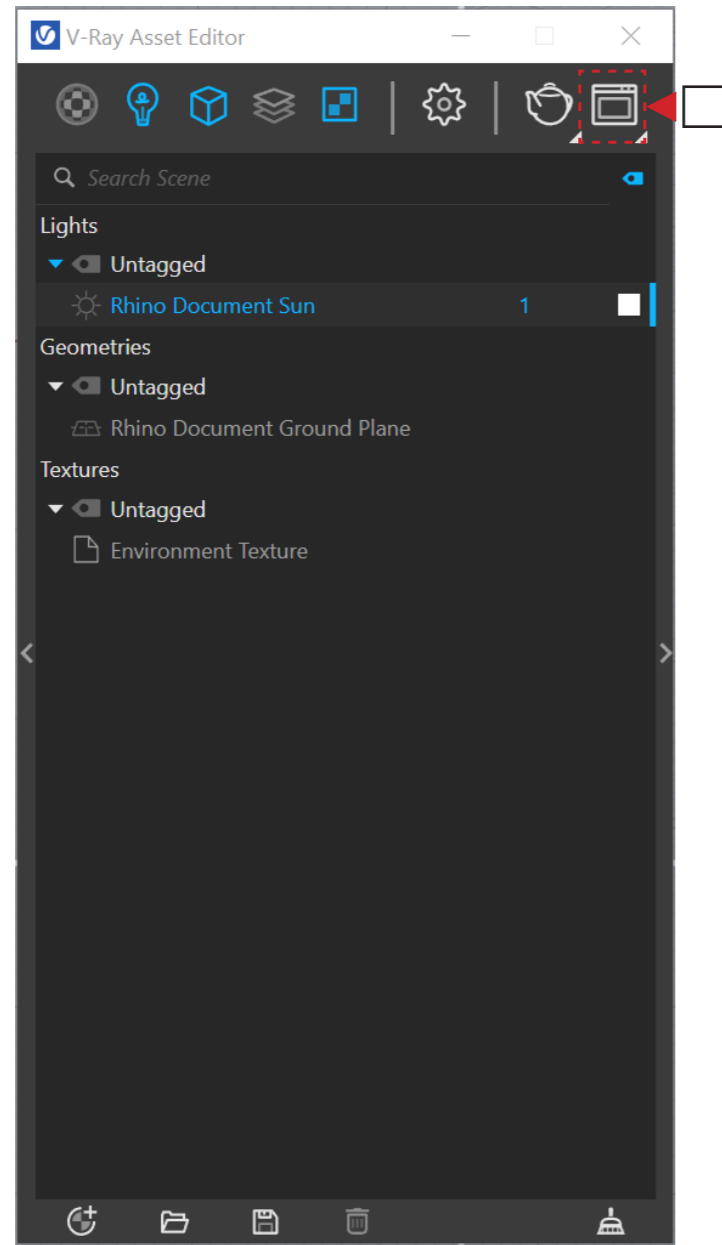 V-Ray Asset Editor
Search Scene
Lights
Untagged
Rhino Document Sun 1
Geometries
Untagged
Rhino Document Ground Plane
Textures
Untagged
Environment Texture